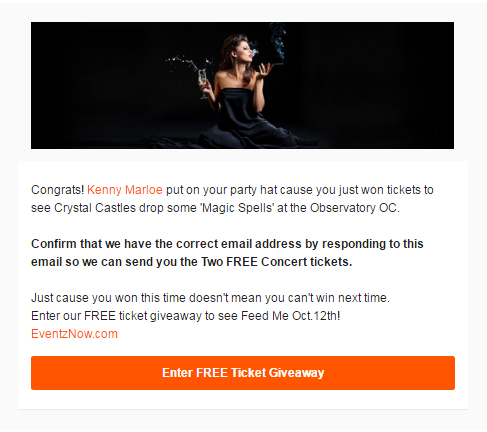 Congrats! Kenny Marloe put on your party hat cause you just won tickets to
see Crystal Castles drop some 'Magic Spells' at the Observatory OC.
Confirm that we have the correct email address by responding to this
email so we can send you the Two FREE Concert tickets.
Just cause you won this time doesn't mean you can't win next time.
Enter our FREE ticket giveaway to see Feed Me Oct.12th!
EventzNow.com
Enter FREE Ticket Giveaway